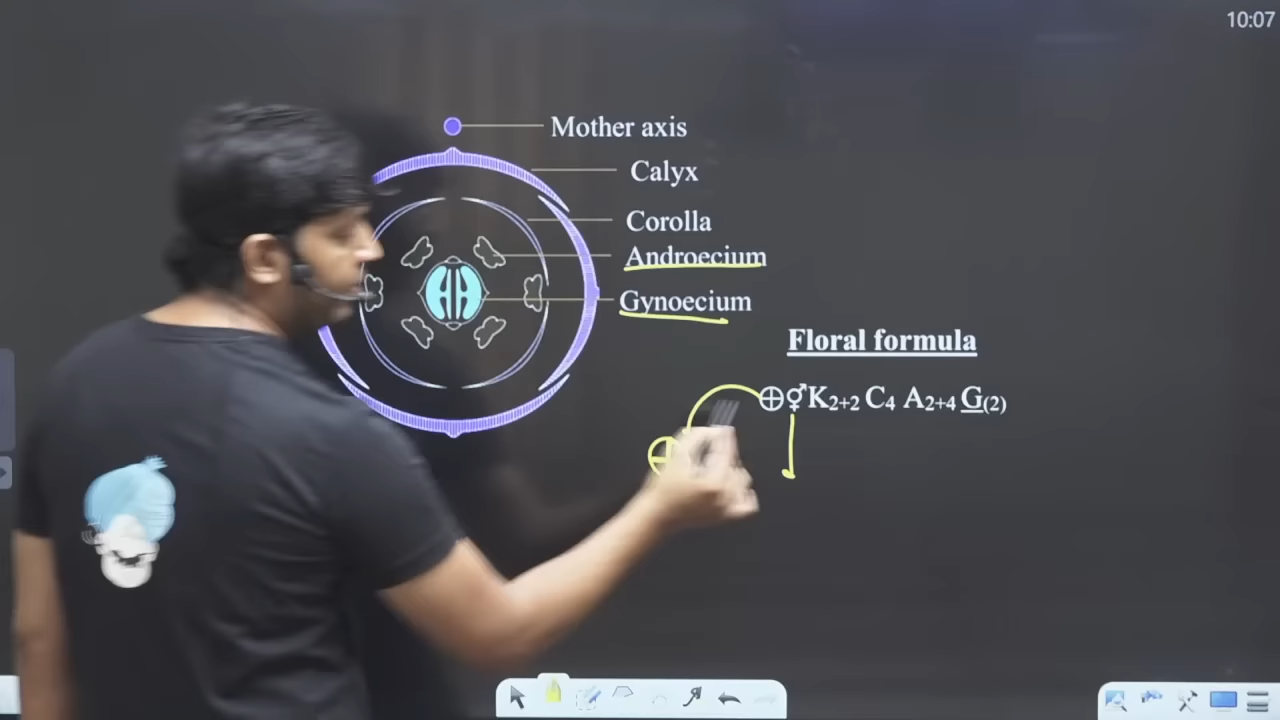 10:07
Mother axis
Calyx
Corolla
Androecium
Gynoecium
Floral formula
⊕⚥K₂₊₂ C₄ A₂₊₄ G₍₂₎
⊕